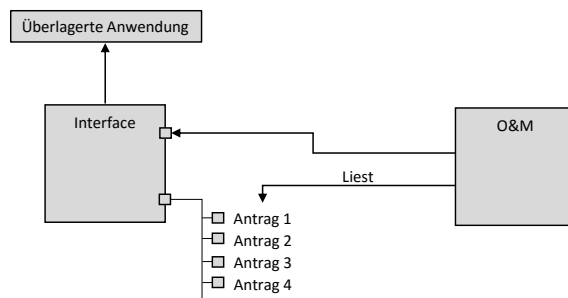 Überlagerte Anwendung
Interface
O&M
Liest
Antrag 1
Antrag 2
Antrag 3
Antrag 4